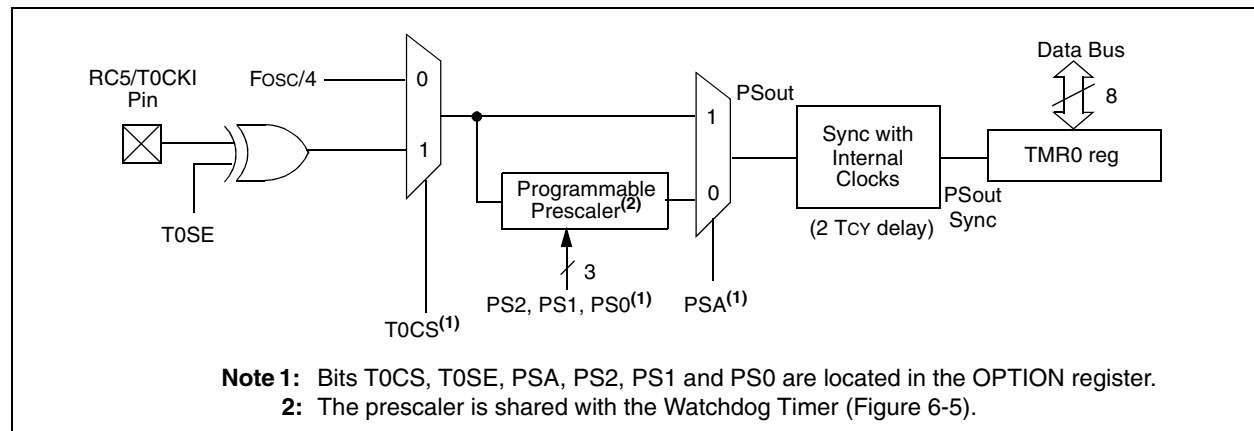 Data Bus
RC5/T0CKI
Pin
FOSC/4
0
1
T0SE
T0CS(1)
Programmable
Prescaler(2)
3
PS2, PS1, PS0(1)
1
0
PSA(1)
PSout
Sync with
Internal
Clocks
(2 TCY delay)
PSout
Sync
8
TMR0 reg
Note 1: Bits T0CS, T0SE, PSA, PS2, PS1 and PS0 are located in the OPTION register.
2: The prescaler is shared with the Watchdog Timer (Figure 6-5).